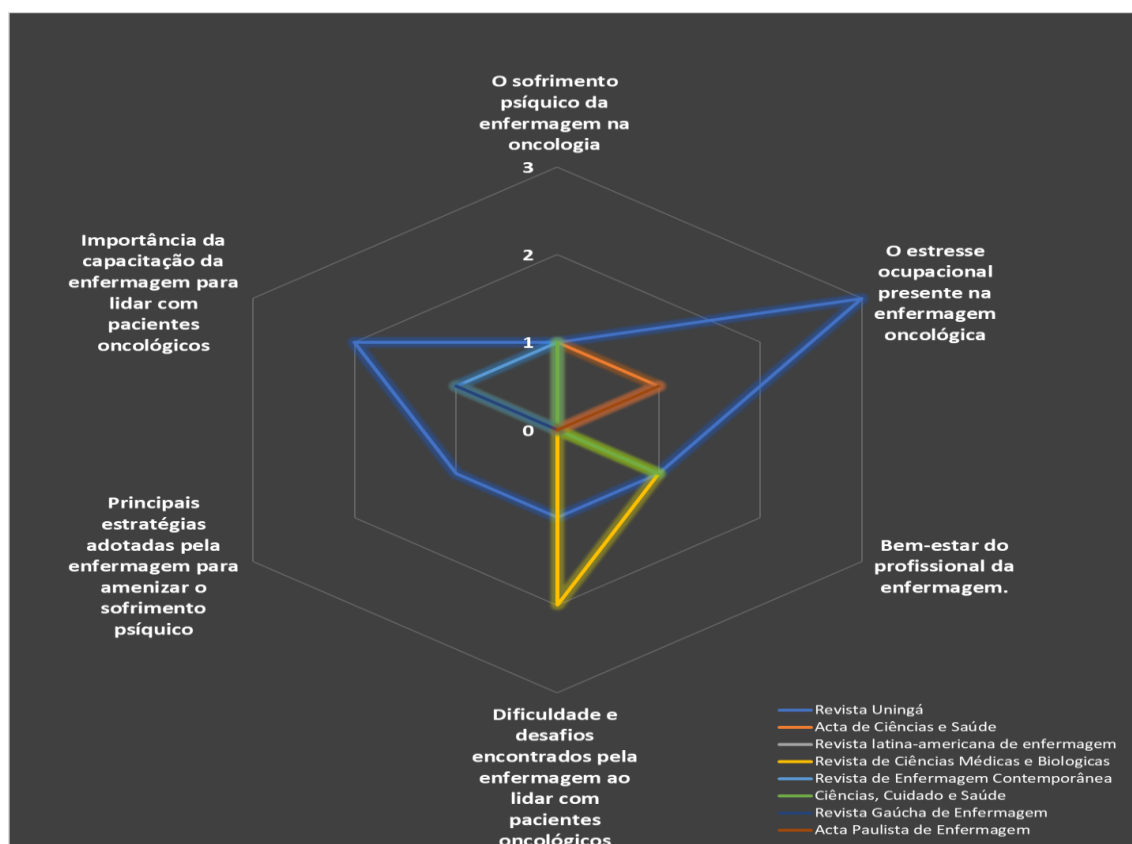 O sofrimento
psíquico da
enfermagem na
oncologia
3
2
1
0
O estresse
ocupacional
presente na
enfermagem
oncológica
Bem-estar do
profissional da
enfermagem.
Dificuldade e
desafios
encontrados pela
enfermagem ao
lidar com
pacientes
oncológicos
Principais
estratégias
adotadas pela
enfermagem para
amenizar o
sofrimento
psíquico
Importância da
capacitação da
enfermagem para
lidar com
pacientes
oncológicos
Revista Uningá
Acta de Ciências e Saúde
Revista latina-americana de enfermagem
Revista de Ciências Médicas e Biologicas
Revista de Enfermagem Contemporânea
Ciências, Cuidado e Saúde
Revista Gaúcha de Enfermagem
Acta Paulista de Enfermagem